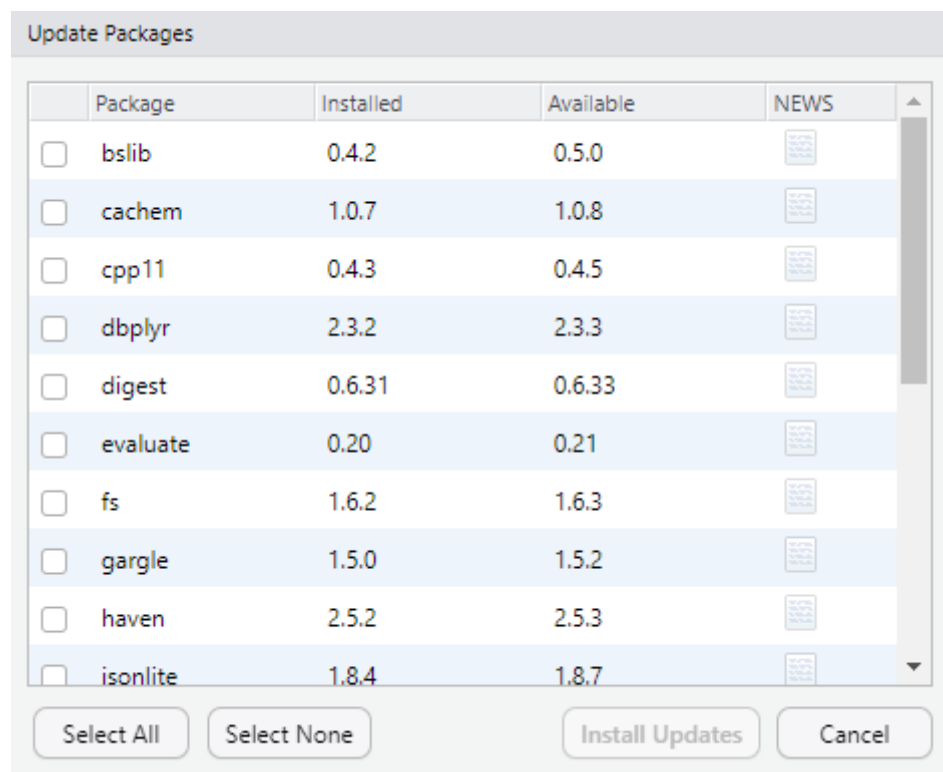 Update Packages
Package Installed Available NEWS
bslib 0.4.2 0.5.0
cachem 1.0.7 1.0.8
cpp11 0.4.3 0.4.5
dbplyr 2.3.2 2.3.3
digest 0.6.31 0.6.33
evaluate 0.20 0.21
fs 1.6.2 1.6.3
gargle 1.5.0 1.5.2
haven 2.5.2 2.5.3
jsonlite 1.8.4 1.8.7
Select All Select None Install Updates Cancel